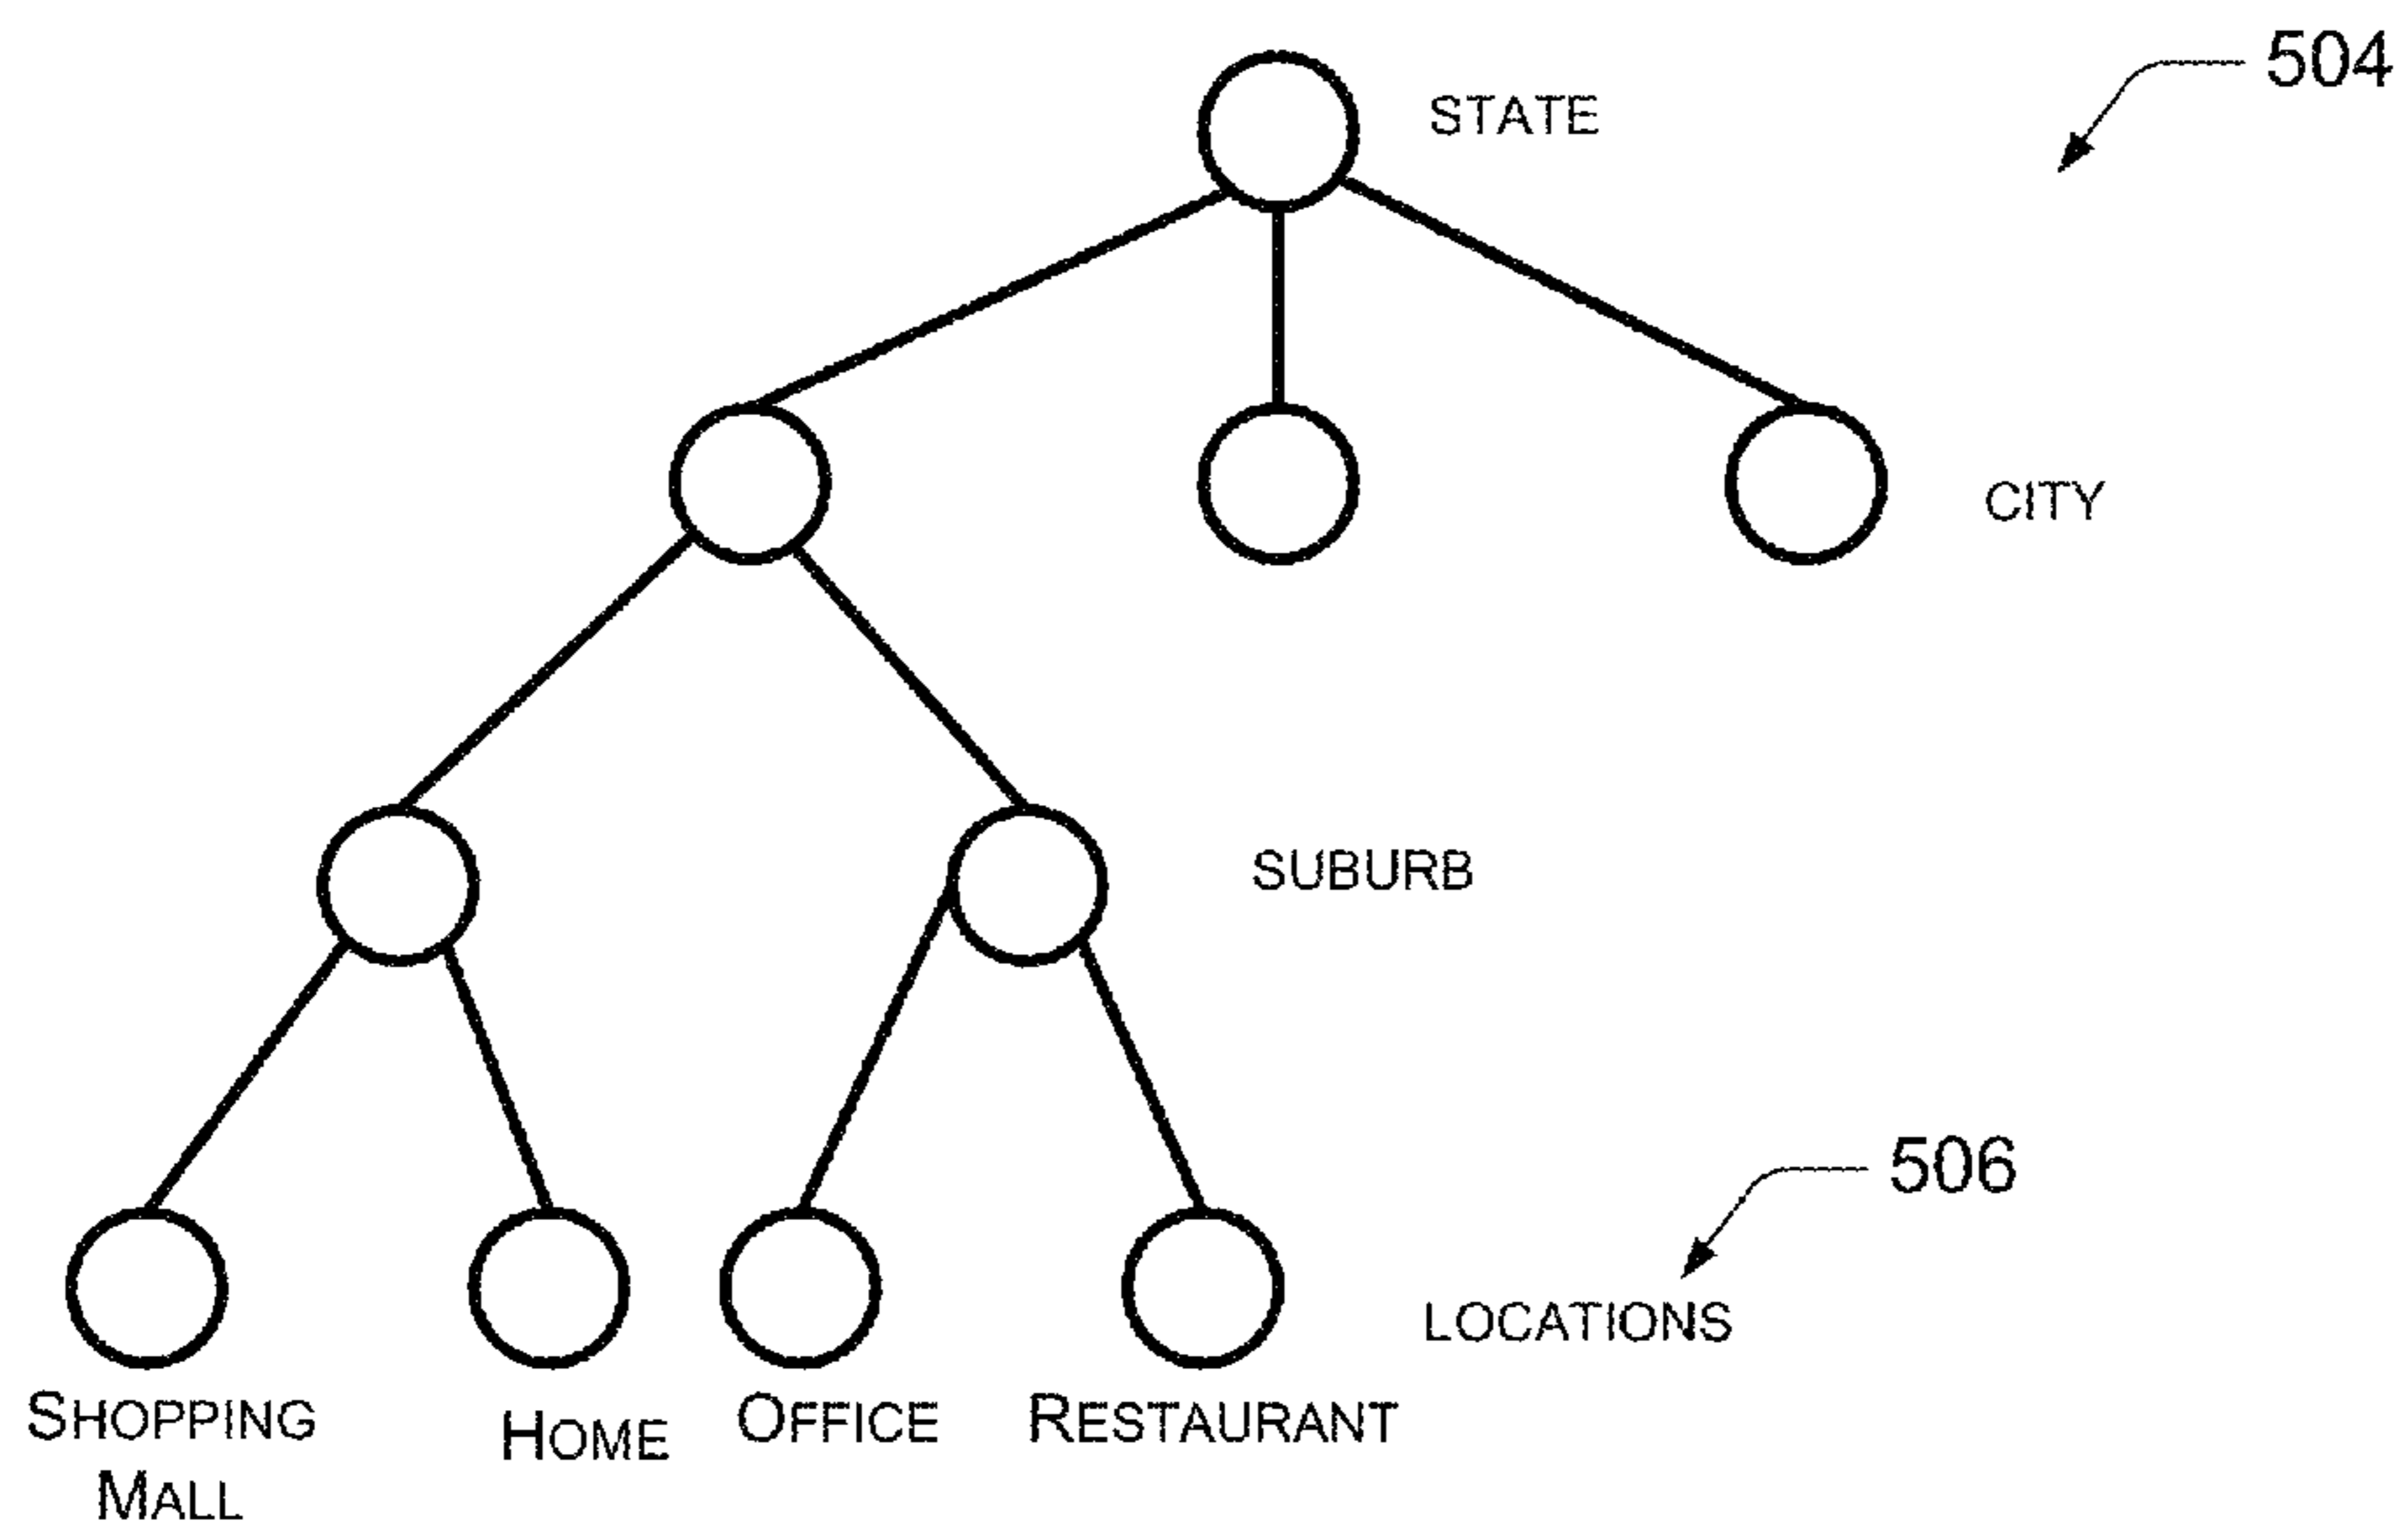 504
STATE
CITY
SUBURB
506
LOCATIONS
SHOPPING
MALL
HOME
OFFICE
RESTAURANT